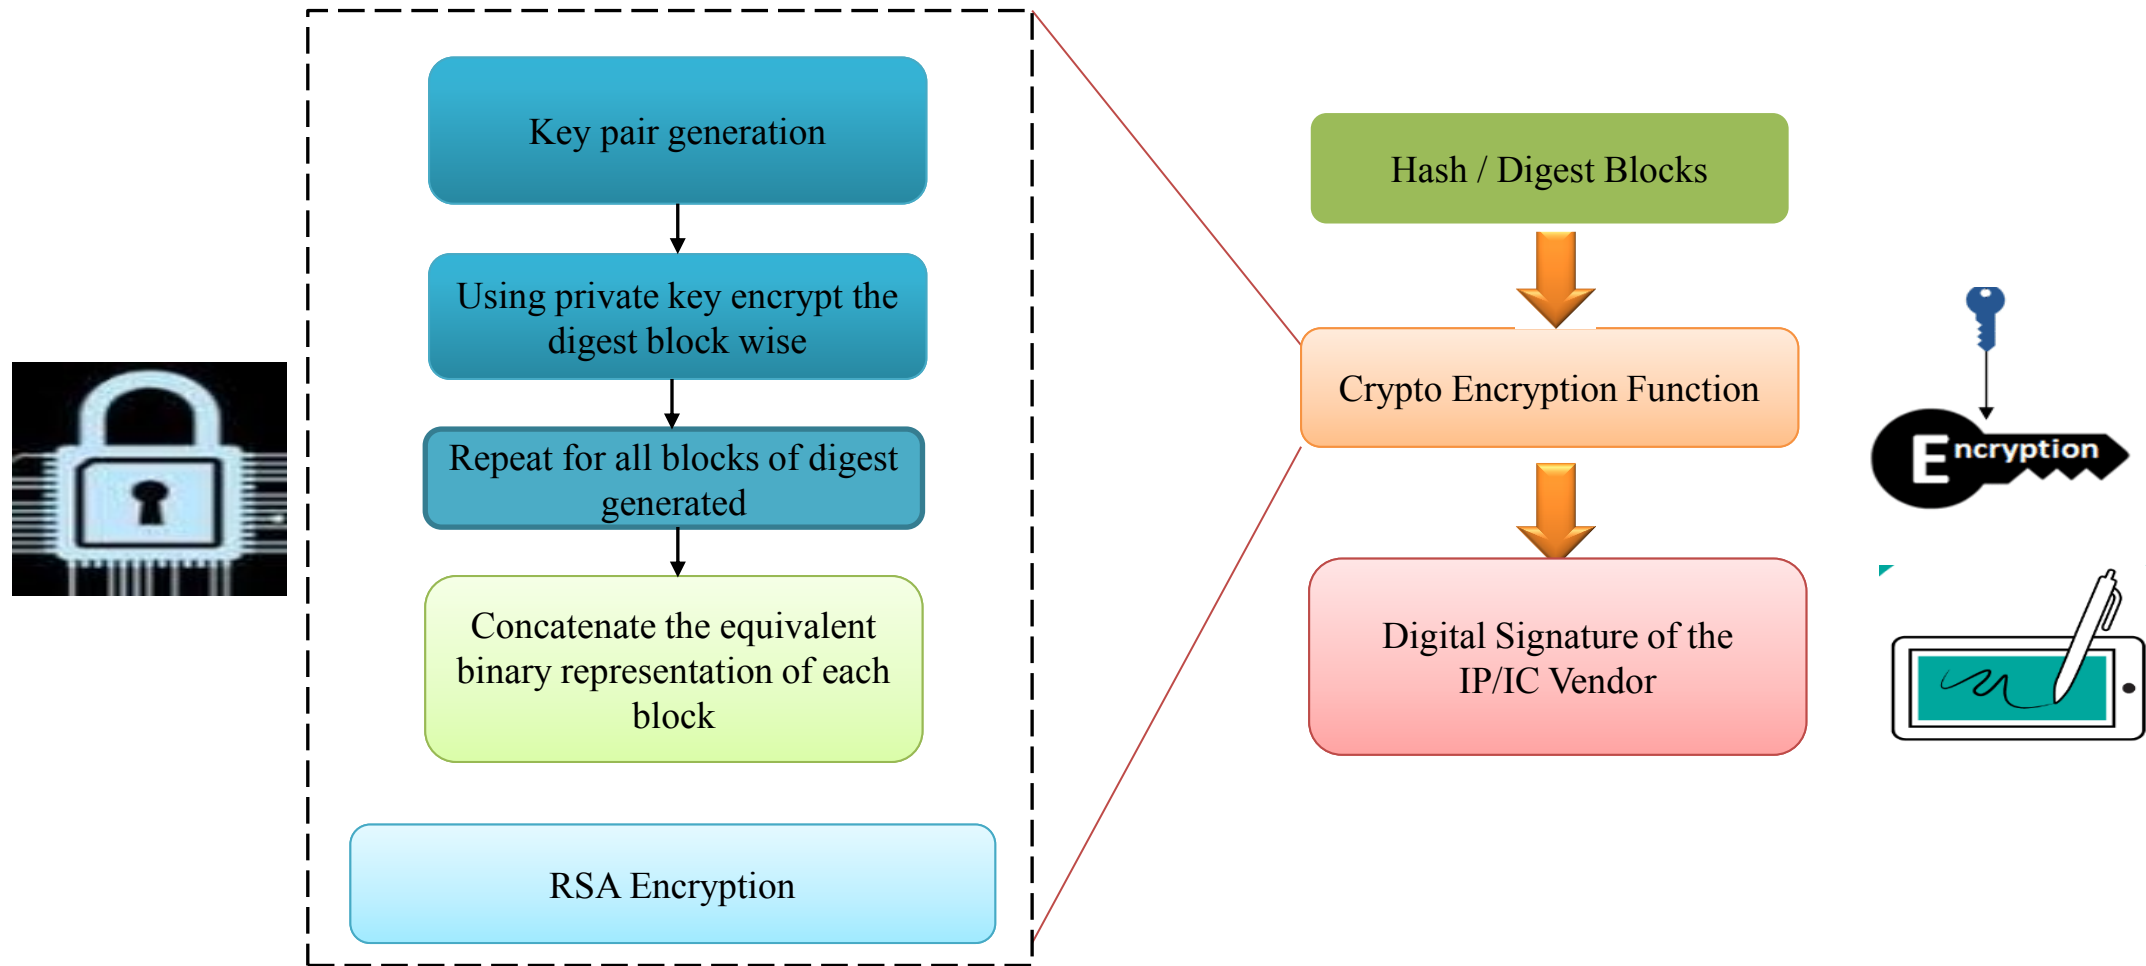 Key pair generation
Using private key encrypt the
digest block wise
Repeat for all blocks of digest
generated
Concatenate the equivalent
binary representation of each
block
RSA Encryption
Hash / Digest Blocks
Crypto Encryption Function
Digital Signature of the
IP/IC Vendor
Encryption